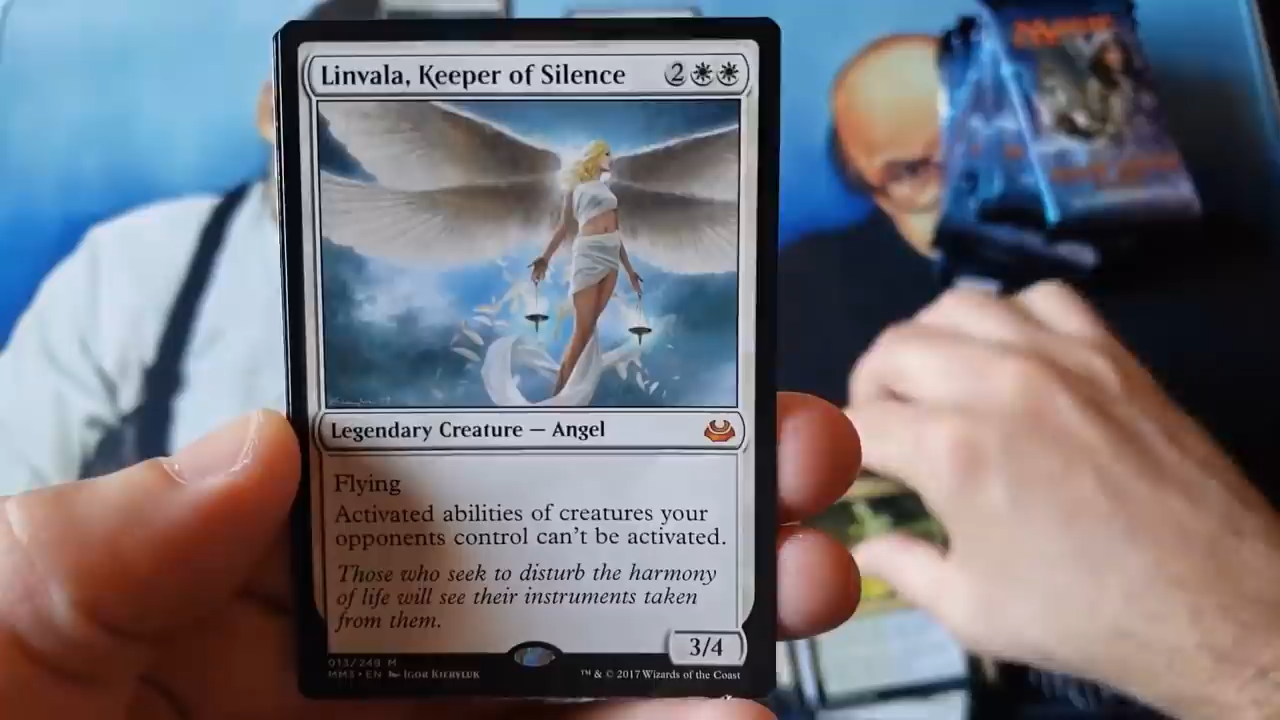 MAGIC
Linvala, Keeper of Silence 2
Legendary Creature — Angel
Flying
Activated abilities of creatures your
opponents control can't be activated.
Those who seek to disturb the harmony
of life will see their instruments taken
from them.
3/4
013/249 M
MM3 • EN Igor Kieryluk
™ & © 2017 Wizards of the Coast